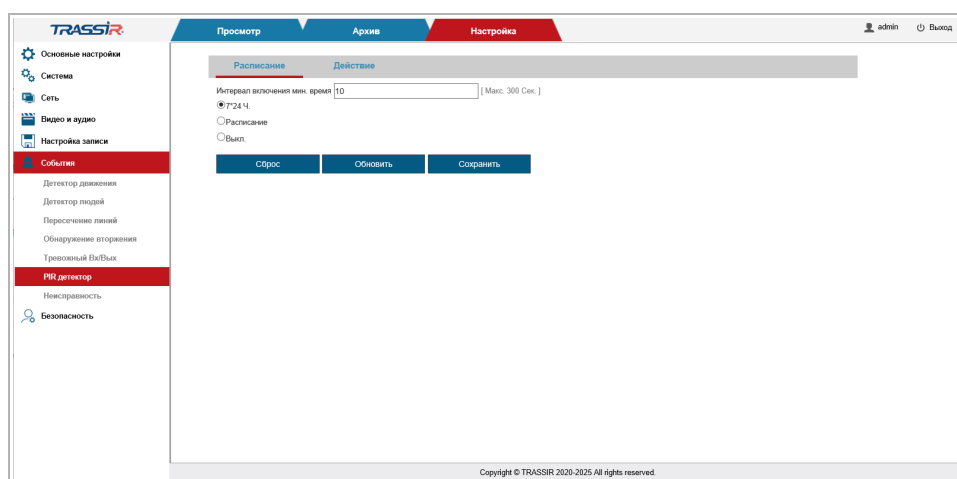 TRASSIR
Просмотр
Архив
Настройка
admin
Выход
Основные настройки
Система
Сеть
Видео и аудио
Настройка записи
События
Детектор движения
Детектор людей
Пересечение линий
Обнаружение вторжения
Тревожный Вх/Вых
PIR детектор
Неисправность
Безопасность
Расписание
Действие
Интервал включения мин. время 10 [ Макс. 300 Сек. ]
7*24 Ч.
Расписание
Выкл.
Сброс
Обновить
Сохранить
Copyright © TRASSIR 2020-2025 All rights reserved.